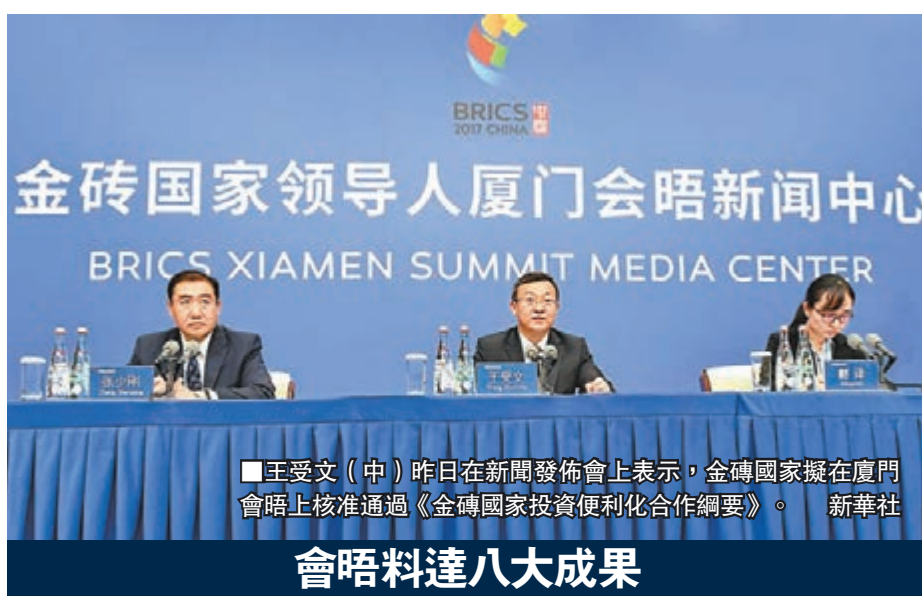 BRICS
2017 CHINA
金砖国家领导人厦门会晤新闻中心
BRICS XIAMEN SUMMIT MEDIA CENTER
张少刚
王受文
翻译
■王受文（中）昨日在新聞發佈會上表示，金磚國家擬在廈門
會晤上核准通過《金磚國家投資便利化合作綱要》。 新華社
會晤料達八大成果